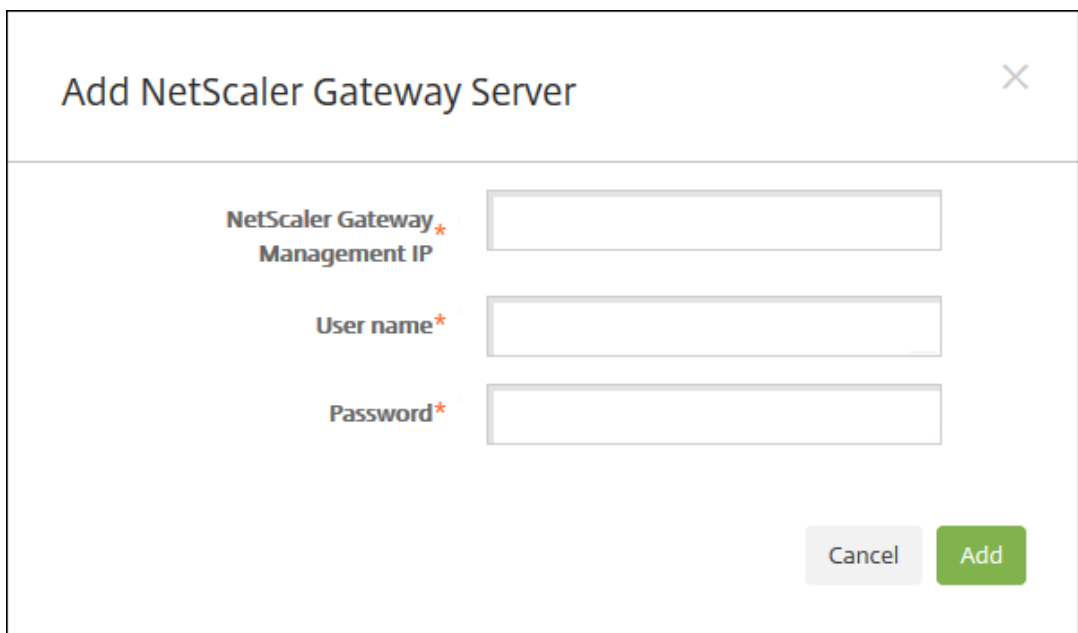 Add NetScaler Gateway Server
NetScaler Gateway*
Management IP
User name*
Password*
Cancel
Add